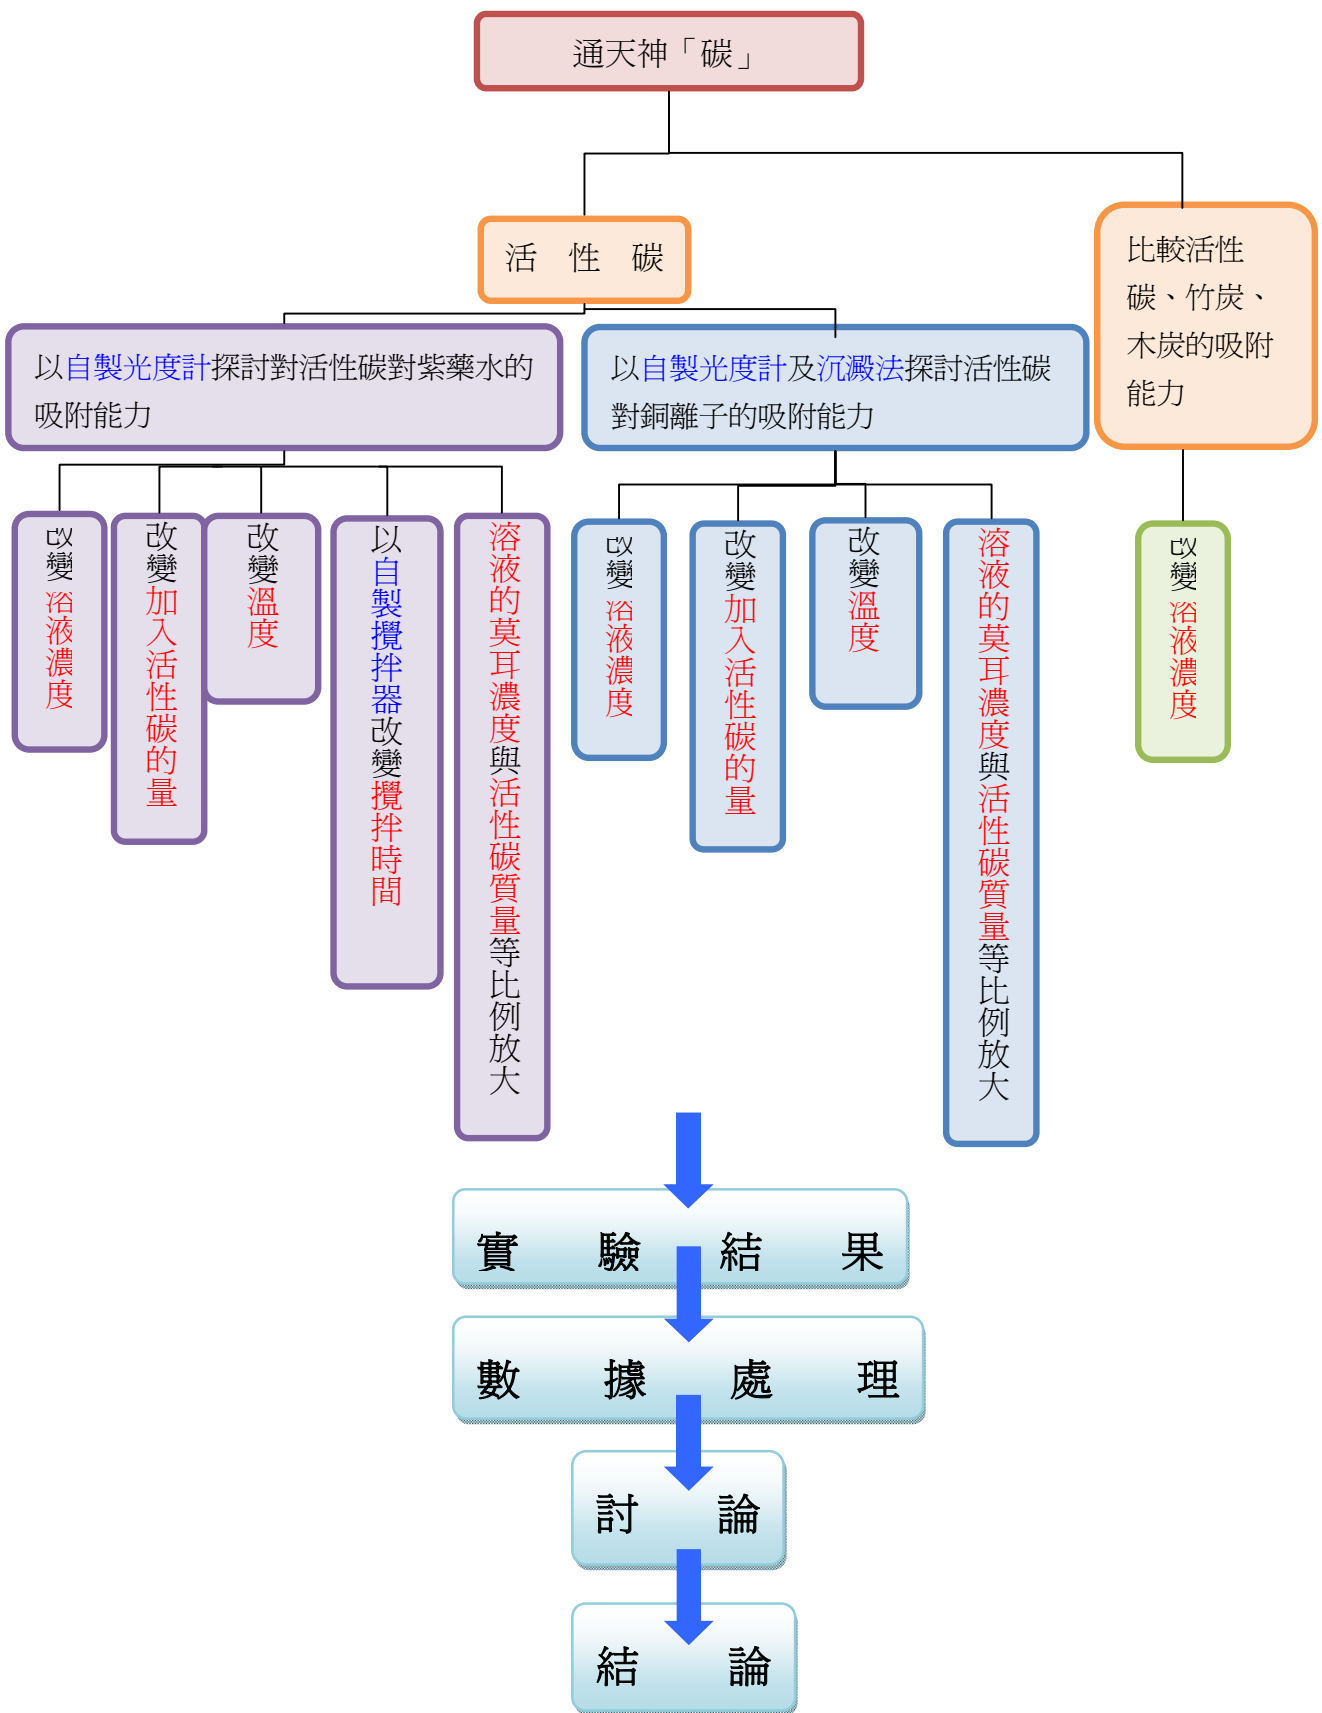 通天神「碳」
活 性 碳
比較活性
碳、竹炭、
木炭的吸附
能力
以自製光度計探討對活性碳對紫藥水的
吸附能力
以自製光度計及沉澱法探討活性碳
對銅離子的吸附能力
改變溶液濃度
改變加入活性碳的量
改變溫度
以自製攪拌器改變攪拌時間
溶液的莫耳濃度與活性碳質量等比例放大
改變溶液濃度
改變加入活性碳的量
改變溫度
溶液的莫耳濃度與活性碳質量等比例放大
改變溶液濃度
實 驗 結 果
數 據 處 理
討 論
結 論